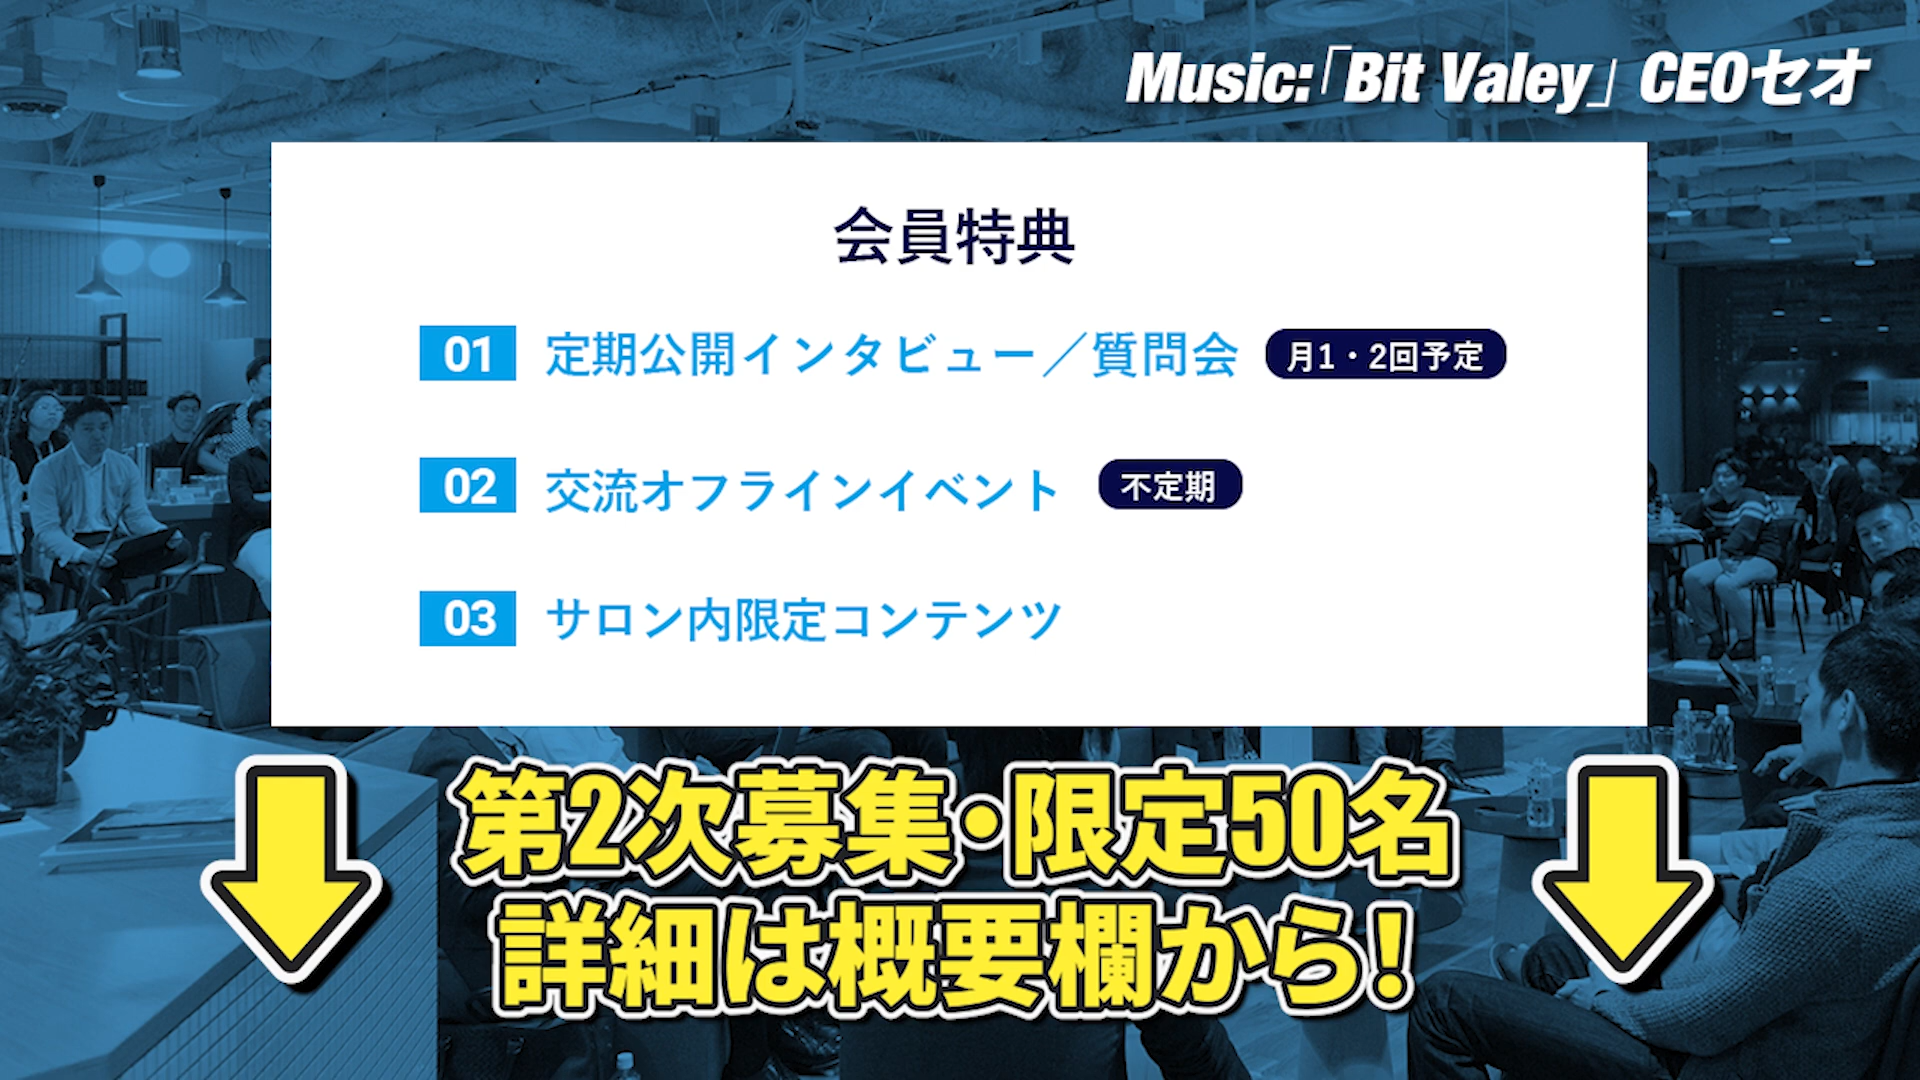 Music:「Bit Valey」 CEOセオ
会員特典
01 定期公開インタビュー／質問会 月1・2回予定
02 交流オフラインイベント 不定期
03 サロン内限定コンテンツ
第2次募集・限定50名
詳細は概要欄から!